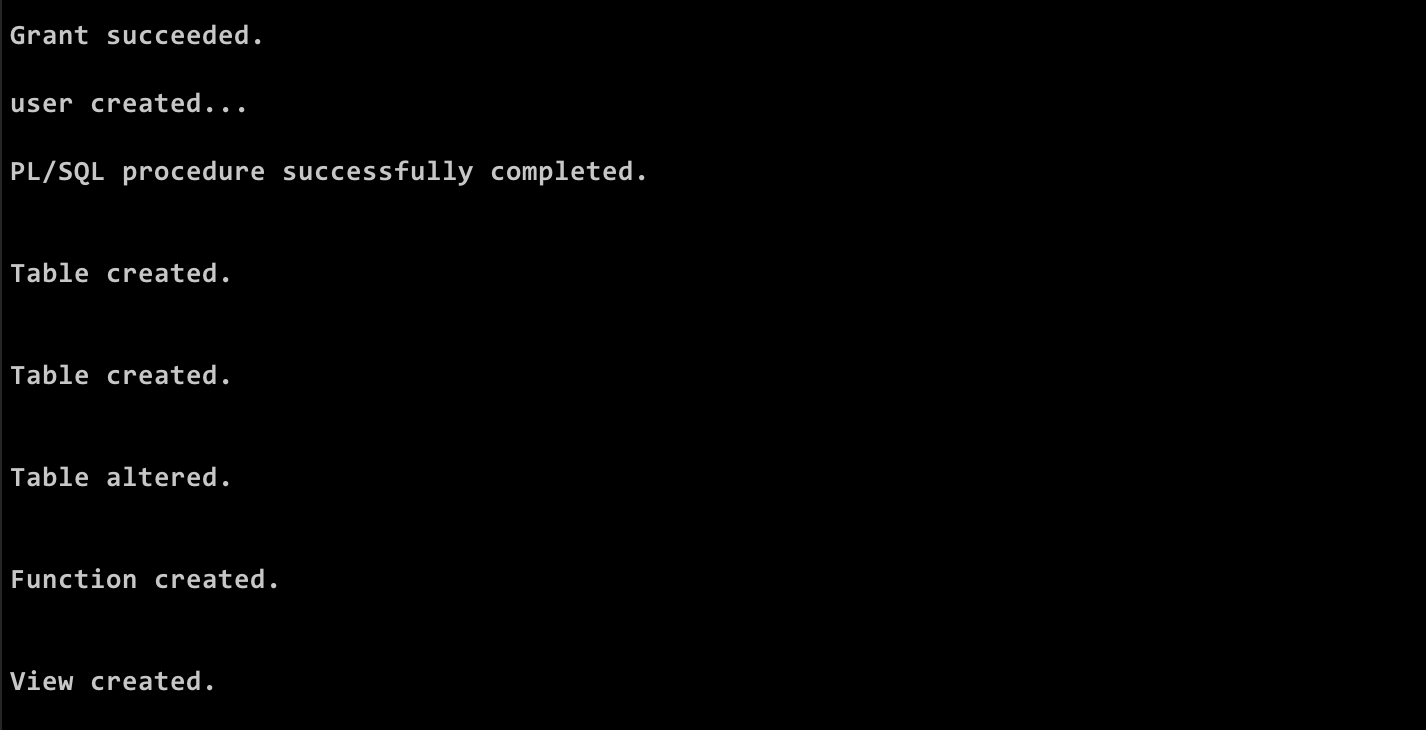 Grant succeeded.
user created...
PL/SQL procedure successfully completed.
Table created.
Table created.
Table altered.
Function created.
View created.